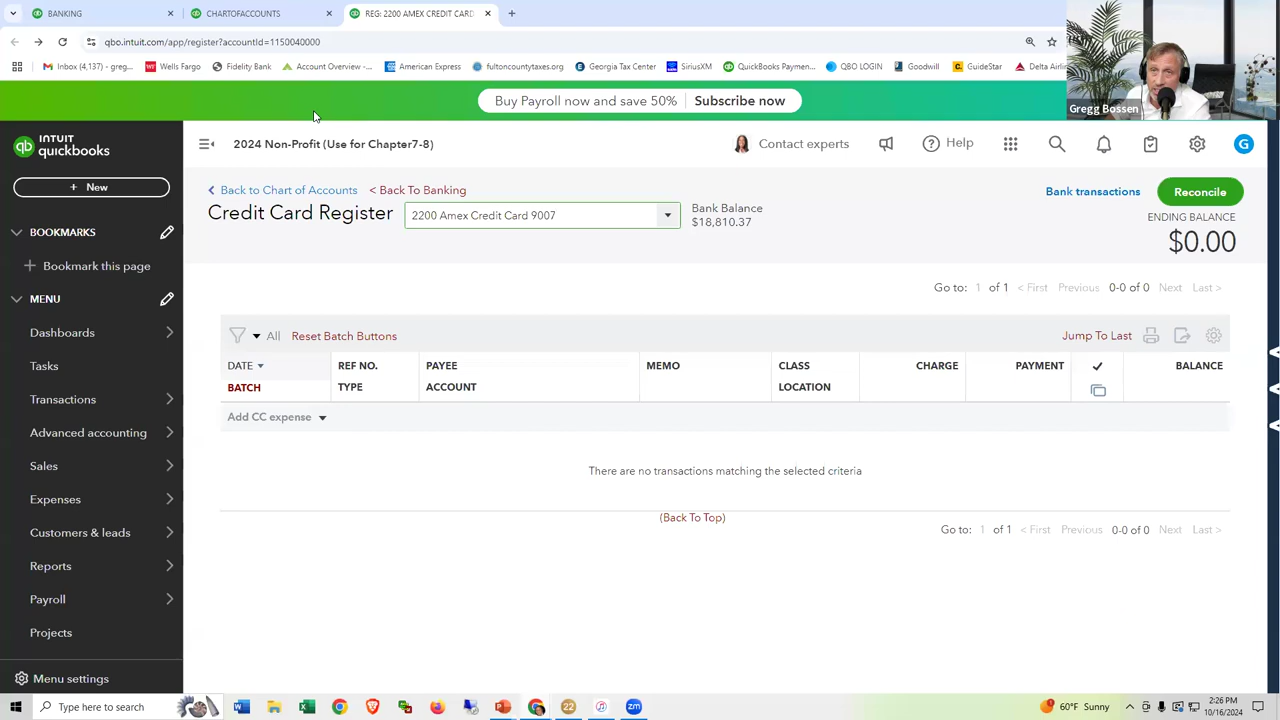 BANKING
CHARTOFACCOUNTS
REG: 2200 AMEX CREDIT CARD
qbo.intuit.com/app/register?accountId=1150040000
Inbox (4,137) - greg...
Wells Fargo
Fidelity Bank
Account Overview -...
American Express
fultoncountytaxes.org
Georgia Tax Center
SiriusXM
QuickBooks Paymen...
QBO LOGIN
Goodwill
GuideStar
Delta Airli
Gregg Bossen
Buy Payroll now and save 50% Subscribe now
INTUIT
quickbooks
2024 Non-Profit (Use for Chapter7-8)
Contact experts
Help
G
+ New
< Back to Chart of Accounts < Back To Banking
Bank transactions
Reconcile
Credit Card Register
2200 Amex Credit Card 9007
Bank Balance
$18,810.37
ENDING BALANCE
$0.00
BOOKMARKS
+ Bookmark this page
MENU
Dashboards
Tasks
Transactions
Advanced accounting
Sales
Expenses
Customers & leads
Reports
Payroll
Projects
Menu settings
Go to: 1 of 1 < First Previous 0-0 of 0 Next Last >
All Reset Batch Buttons
Jump To Last
DATE REF NO. PAYEE MEMO CLASS CHARGE PAYMENT ✓ BALANCE
BATCH TYPE ACCOUNT LOCATION
Add CC expense
There are no transactions matching the selected criteria
(Back To Top)
Go to: 1 of 1 < First Previous 0-0 of 0 Next Last >
Type here to search
22
zm
60°F Sunny
2:26 PM
10/16/2024